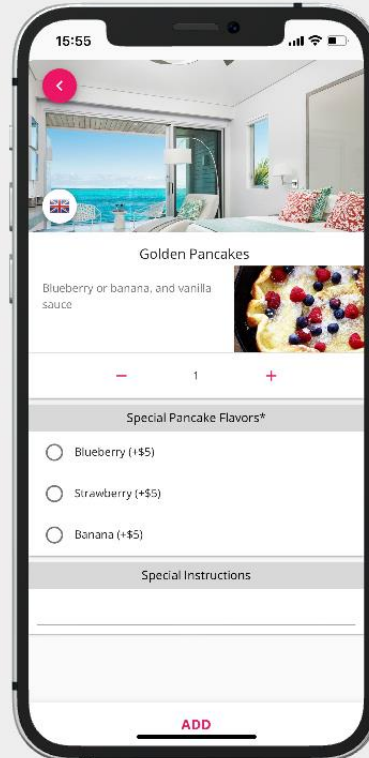 15:55
Golden Pancakes
Blueberry or banana, and vanilla
sauce
− 1 +
Special Pancake Flavors*
Blueberry (+$5)
Strawberry (+$5)
Banana (+$5)
Special Instructions
ADD